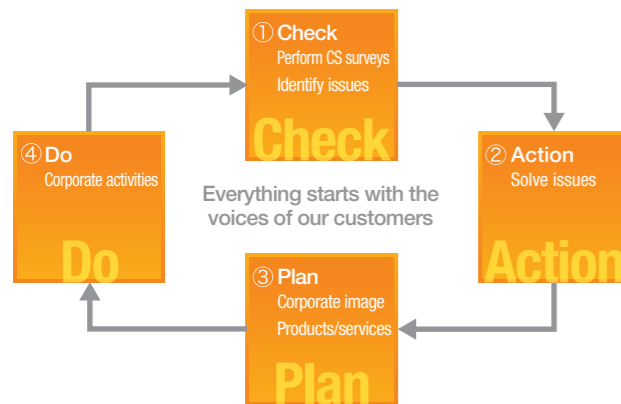 ① Check
Perform CS surveys
Identify issues
Check
② Action
Solve issues
Action
③ Plan
Corporate image
Products/services
Plan
④ Do
Corporate activities
Do
Everything starts with the
voices of our customers